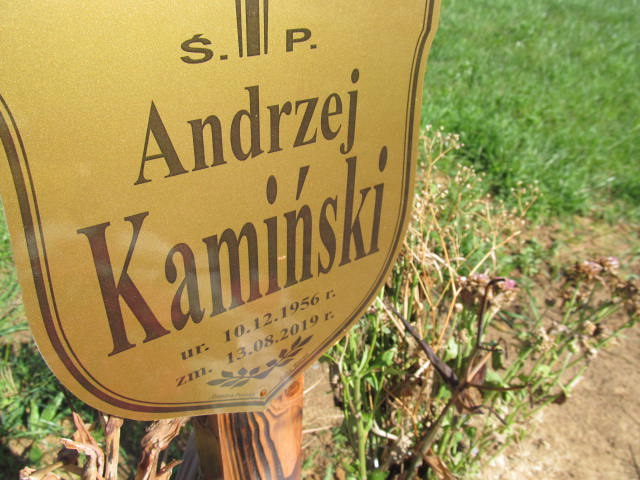 Ś. P.
Andrzej
Kamiński
ur. 10.12.1956 r.
zm. 13.08.2019 r.